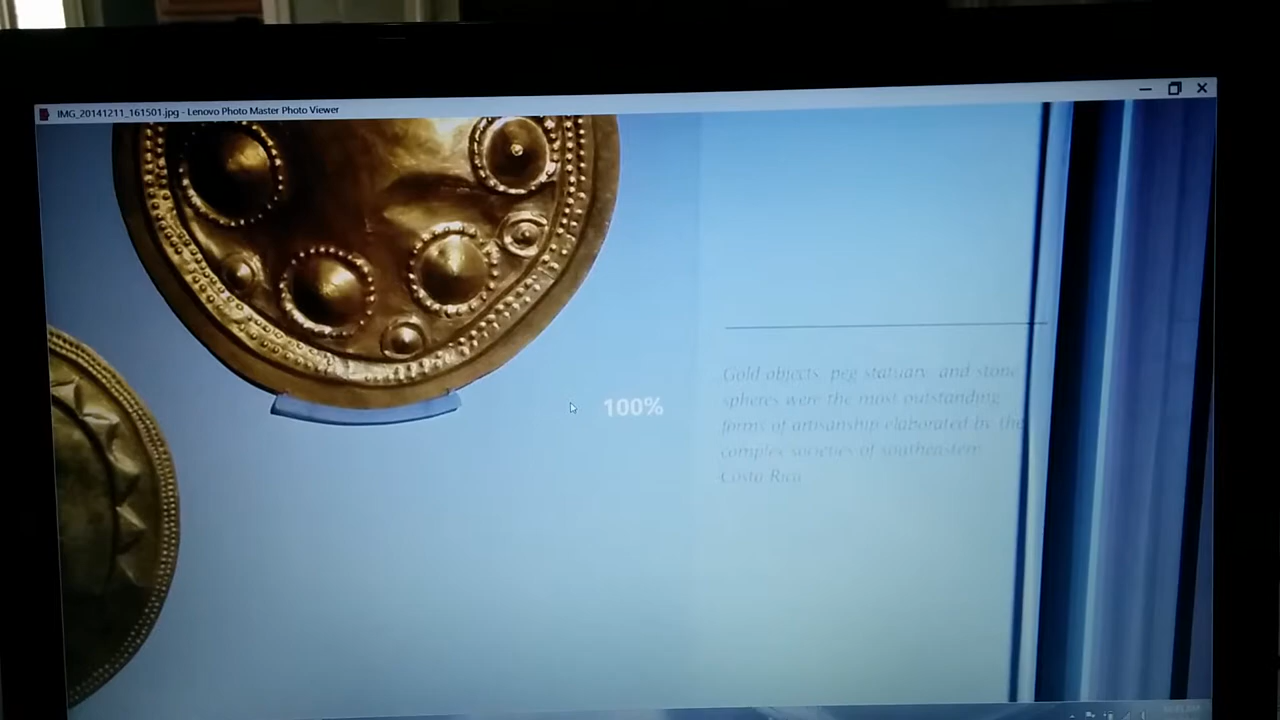 IMG_20141211_161501.jpg - Lenovo Photo Master Photo Viewer
100%
Gold objects, peg statuary, and stone
spheres were the most outstanding
forms of artisanship elaborated by the
complex societies of southeastern
Costa Rica